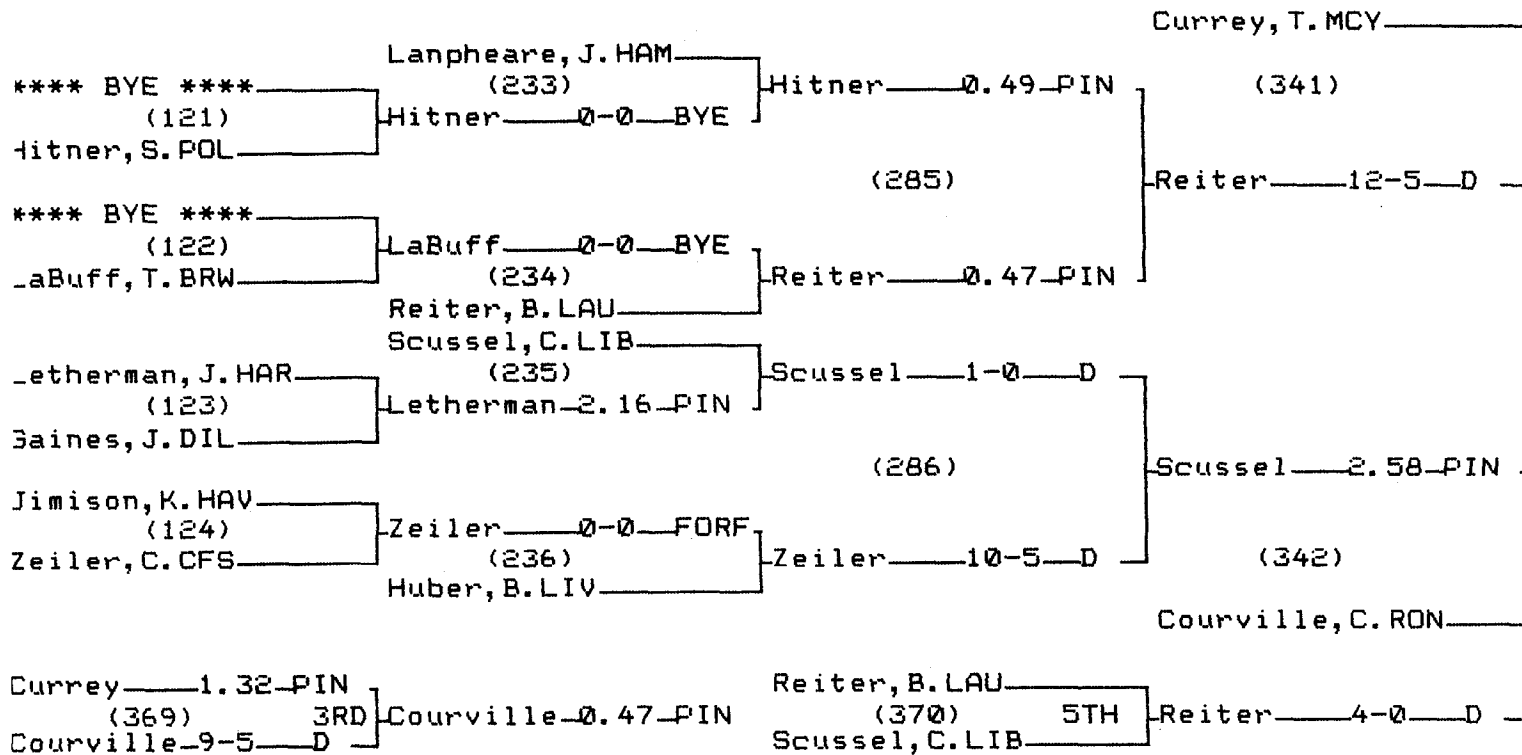 Currey, T. MCY
Lanpheare, J. HAM
**** BYE **** (233) Hitner 0.49 PIN (341)
(121) Hitner 0-0 BYE
Hitner, S. POL
(285) Reiter 12-5 D
**** BYE ****
(122) LaBuff 0-0 BYE
LaBuff, T. BRW (234) Reiter 0.47 PIN
Reiter, B. LAU
Scussel, C. LIB
Letherman, J. HAR (235) Scussel 1-0 D
(123) Letherman 2.16 PIN
Gaines, J. DIL
(286) Scussel 2.58 PIN
Jimison, K. HAV
(124) Zeiler 0-0 FORF
Zeiler, C. CFS (236) Zeiler 10-5 D (342)
Huber, B. LIV
Courville, C. RON
Currey 1.32 PIN Reiter, B. LAU
(369) 3RD Courville 0.47 PIN (370) 5TH Reiter 4-0 D
Courville 9-5 D Scussel, C. LIB